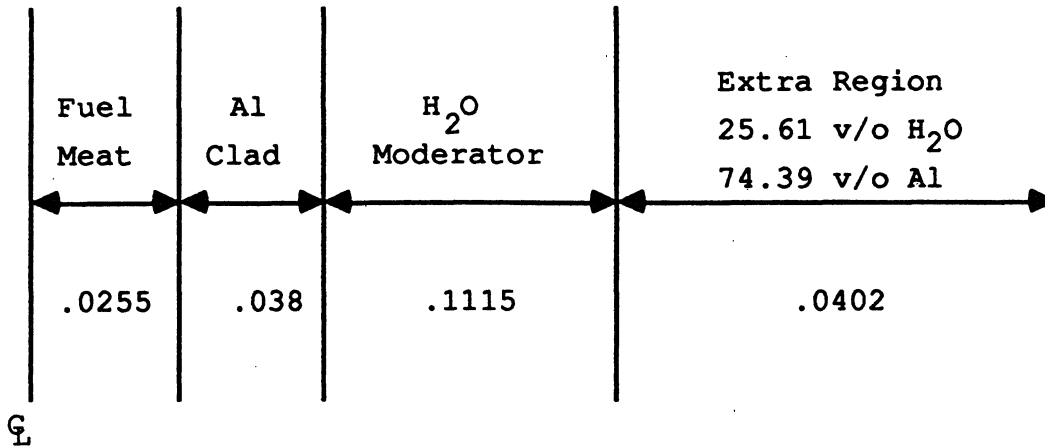 Fuel
Meat
Al
Clad
H₂O
Moderator
Extra Region
25.61 v/o H₂O
74.39 v/o Al
.0255
.038
.1115
.0402
℄